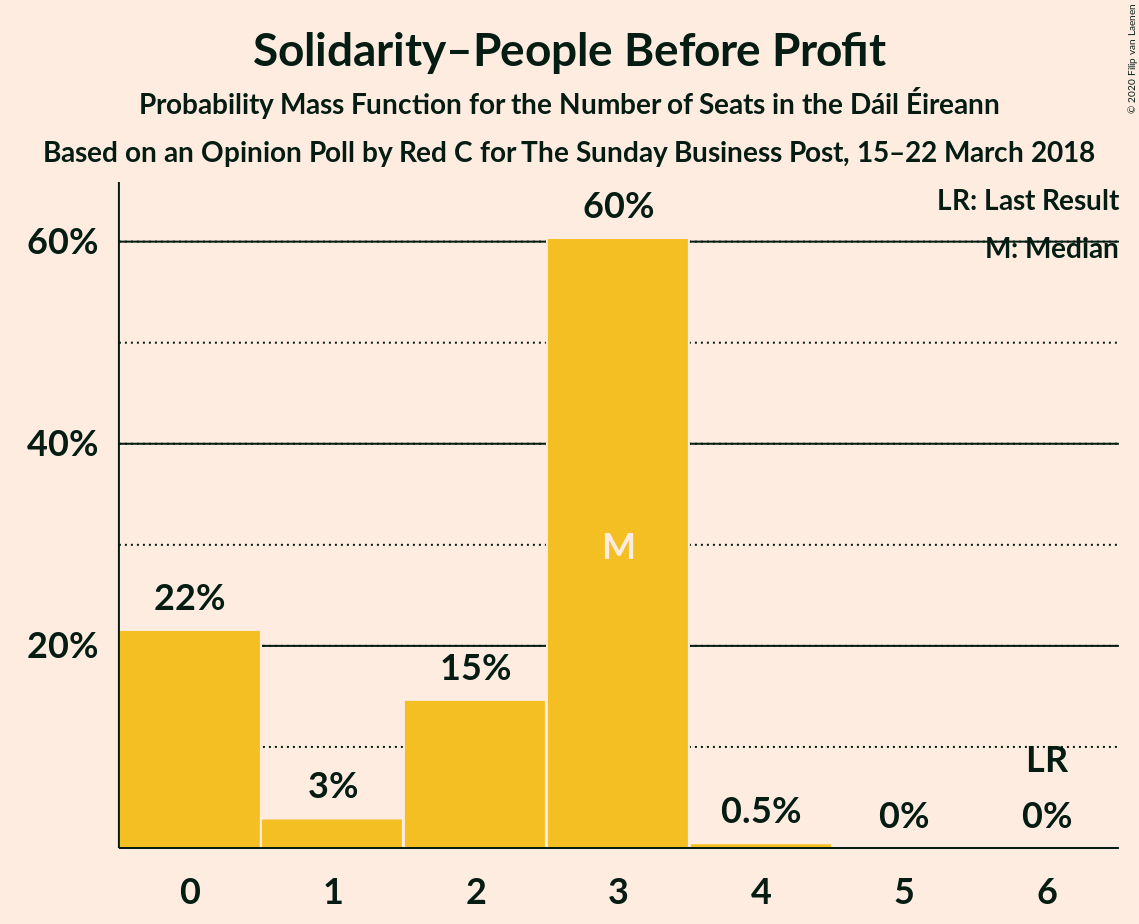 Solidarity–People Before Profit
Probability Mass Function for the Number of Seats in the Dáil Éireann
Based on an Opinion Poll by Red C for The Sunday Business Post, 15–22 March 2018
© 2020 Filip van Laenen
LR: Last Result
M: Median
60%
40%
20%
22%
3%
15%
60%
M
0.5%
0%
LR
0%
0 1 2 3 4 5 6